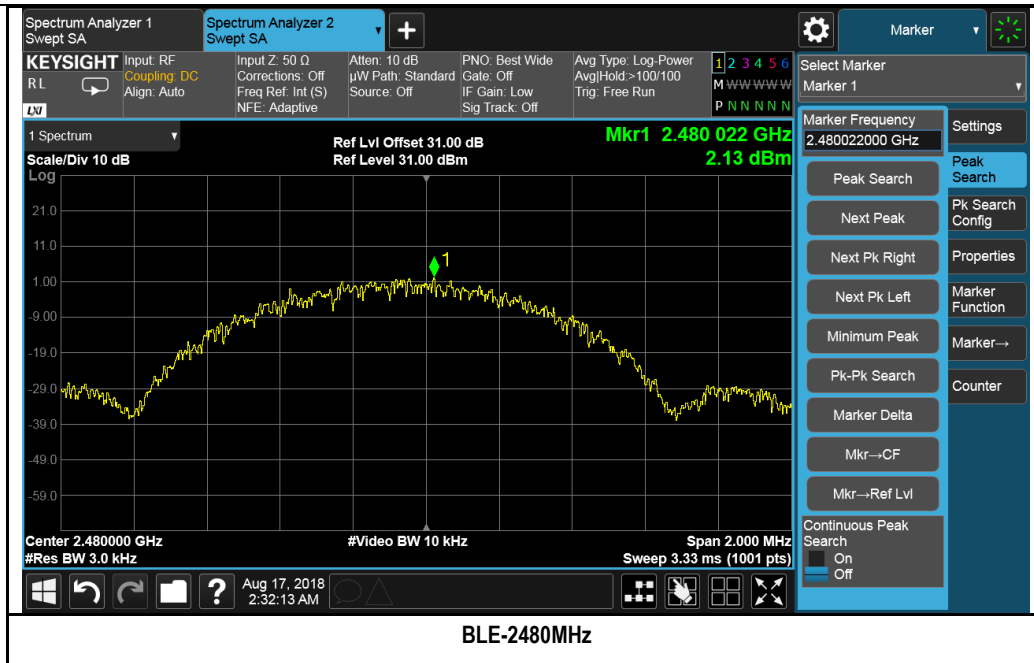 Spectrum Analyzer 1
Swept SA
Spectrum Analyzer 2
Swept SA
+
Marker
KEYSIGHT
RL
LXI
Input: RF
Coupling: DC
Align: Auto
Input Z: 50 Ω
Corrections: Off
Freq Ref: Int (S)
NFE: Adaptive
Atten: 10 dB
µW Path: Standard
Source: Off
PNO: Best Wide
Gate: Off
IF Gain: Low
Sig Track: Off
Avg Type: Log-Power
Avg|Hold:>100/100
Trig: Free Run
1 2 3 4 5 6
M W W W W W
P N N N N N
Select Marker
Marker 1
1 Spectrum
Scale/Div 10 dB
Log
Ref Lvl Offset 31.00 dB
Ref Level 31.00 dBm
Mkr1 2.480 022 GHz
2.13 dBm
21.0
11.0
1.00
-9.00
-19.0
-29.0
-39.0
-49.0
-59.0
1
Center 2.480000 GHz
#Res BW 3.0 kHz
#Video BW 10 kHz
Span 2.000 MHz
Sweep 3.33 ms (1001 pts)
Marker Frequency
2.480022000 GHz
Peak Search
Next Peak
Next Pk Right
Next Pk Left
Minimum Peak
Pk-Pk Search
Marker Delta
Mkr→CF
Mkr→Ref Lvl
Continuous Peak
Search
On
Off
Settings
Peak
Search
Pk Search
Config
Properties
Marker
Function
Marker→
Counter
?
Aug 17, 2018
2:32:13 AM
BLE-2480MHz